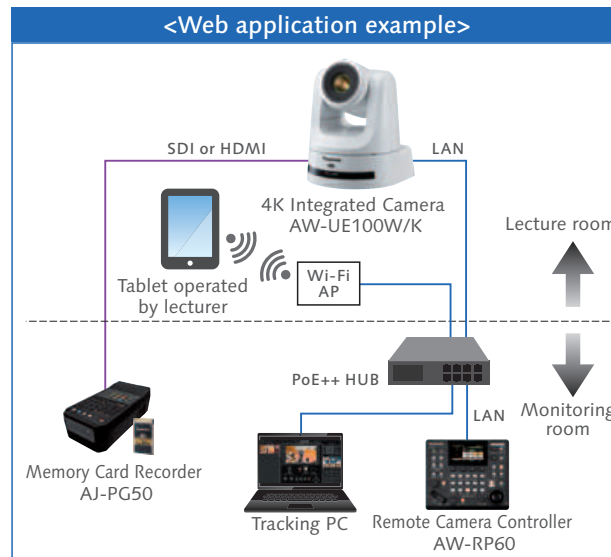 <Web application example>
SDI or HDMI
LAN
4K Integrated Camera
AW-UE100W/K
Lecture room
Tablet operated
by lecturer
Wi-Fi
AP
PoE++ HUB
LAN
Monitoring
room
Memory Card Recorder
AJ-PG50
Tracking PC
Remote Camera Controller
AW-RP60